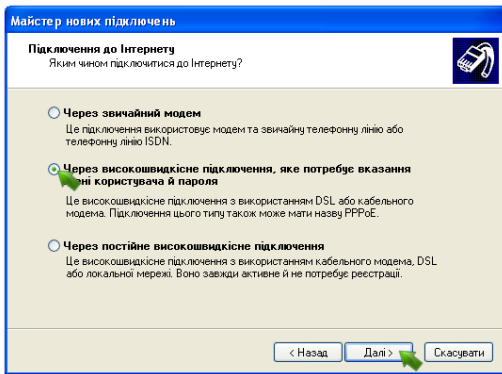 Майстер нових підключень
Підключення до Інтернету
Яким чином підключитися до Інтернету?
Через звичайний модем
Це підключення використовує модем та звичайну телефонну лінію або
телефонну лінію ISDN.
Через високошвидкісне підключення, яке потребує вказання
імені користувача й пароля
Це високошвидкісне підключення з використанням DSL або кабельного
модема. Підключення цього типу також може мати назву PPPoE.
Через постійне високошвидкісне підключення
Це високошвидкісне підключення з використанням кабельного модема, DSL
або локальної мережі. Воно завжди активне й не потребує реєстрації.
< Назад Далі > Скасувати